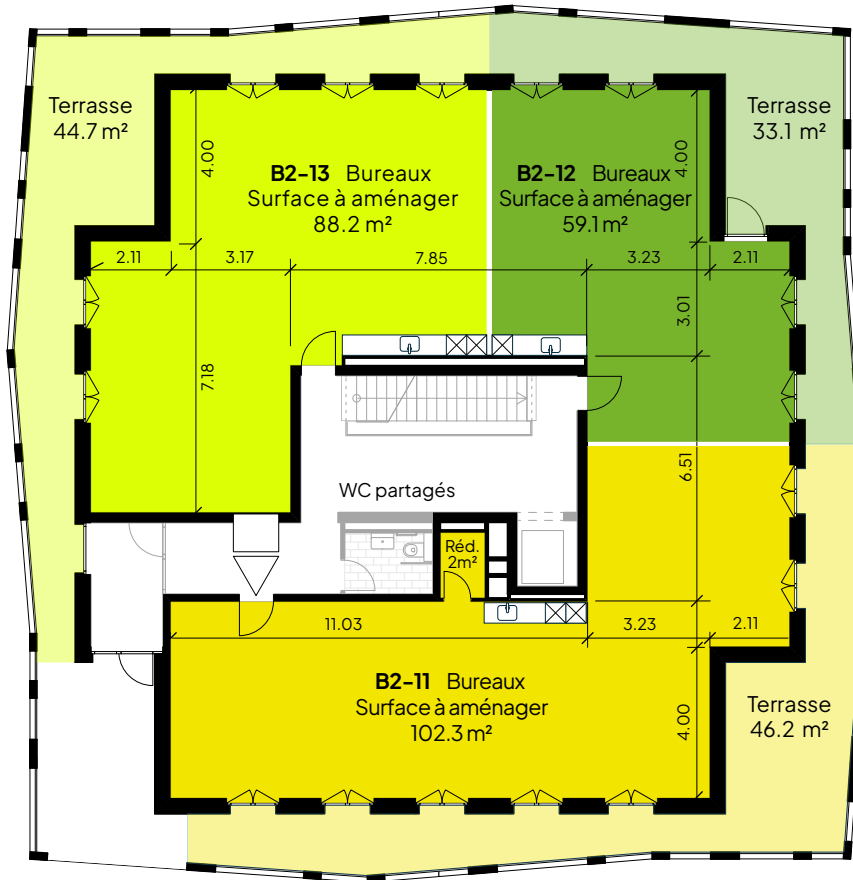 Terrasse
44.7 m²
4.00
B2-13 Bureaux
Surface à aménager
88.2 m²
B2-12 Bureaux
Surface à aménager
59.1 m²
4.00
Terrasse
33.1 m²
2.11
3.17
7.85
3.23
2.11
3.01
7.18
6.51
WC partagés
Réd.
2m²
11.03
3.23
2.11
B2-11 Bureaux
Surface à aménager
102.3 m²
4.00
Terrasse
46.2 m²